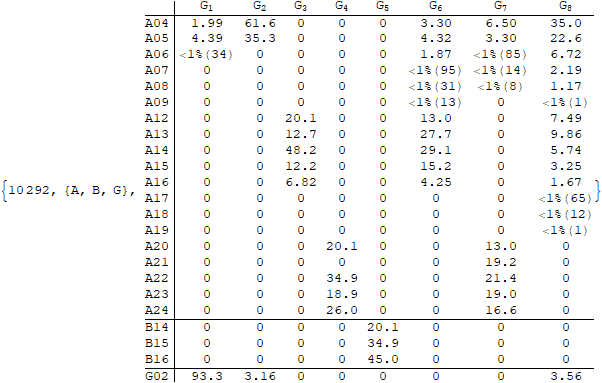 G₁ G₂ G₃ G₄ G₅ G₆ G₇ G₈
A04 1.99 61.6 0 0 0 3.30 6.50 35.0
A05 4.39 35.3 0 0 0 4.32 3.30 22.6
A06 <1%(34) 0 0 0 0 1.87 <1%(85) 6.72
A07 0 0 0 0 0 <1%(95) <1%(14) 2.19
A08 0 0 0 0 0 <1%(31) <1%(8) 1.17
A09 0 0 0 0 0 <1%(13) 0 <1%(1)
A12 0 0 20.1 0 0 13.0 0 7.49
A13 0 0 12.7 0 0 27.7 0 9.86
A14 0 0 48.2 0 0 29.1 0 5.74
A15 0 0 12.2 0 0 15.2 0 3.25
A16 0 0 6.82 0 0 4.25 0 1.67
{10292, {A, B, G}, A17 0 0 0 0 0 0 0 <1%(65) }
A18 0 0 0 0 0 0 0 <1%(12)
A19 0 0 0 0 0 0 0 <1%(1)
A20 0 0 0 20.1 0 0 13.0 0
A21 0 0 0 0 0 0 19.2 0
A22 0 0 0 34.9 0 0 21.4 0
A23 0 0 0 18.9 0 0 19.0 0
A24 0 0 0 26.0 0 0 16.6 0
B14 0 0 0 0 20.1 0 0 0
B15 0 0 0 0 34.9 0 0 0
B16 0 0 0 0 45.0 0 0 0
G02 93.3 3.16 0 0 0 0 0 3.56